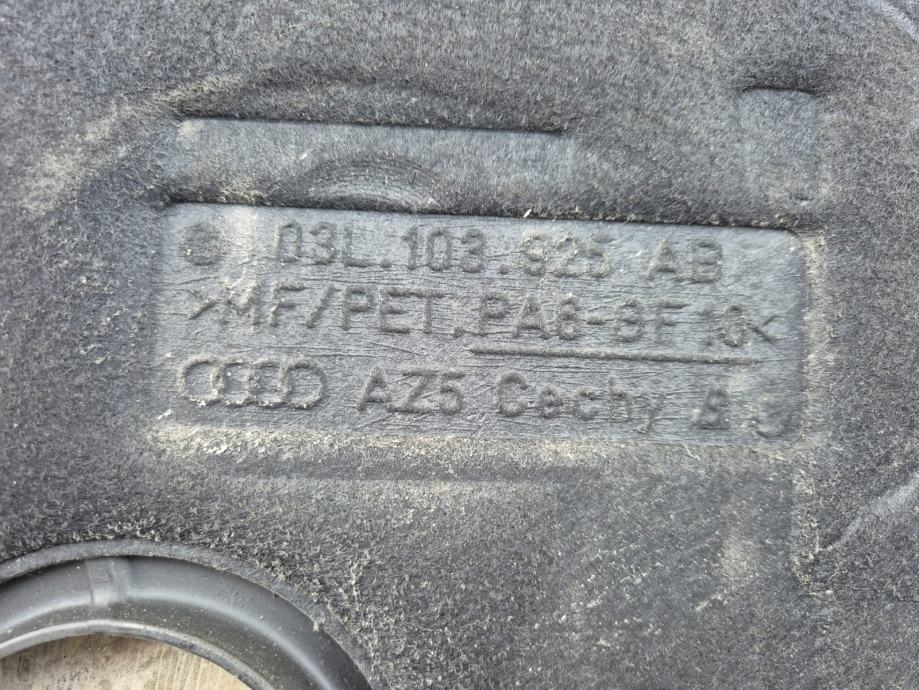 03L.103.925 AB
>MF/PET.PA6-GF10<
AZ5 Cechy